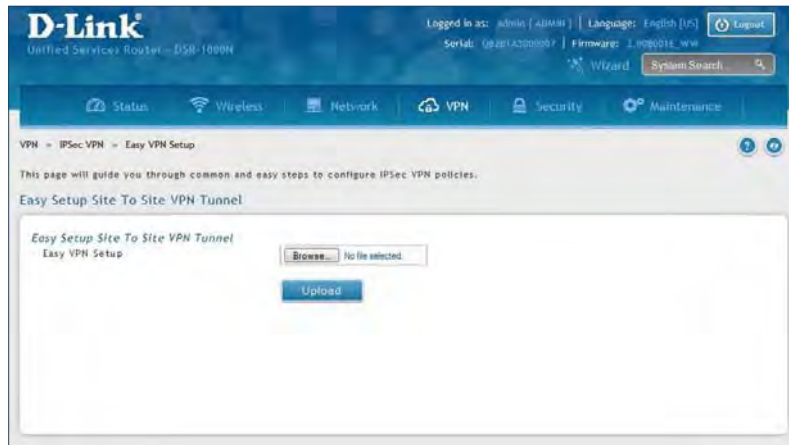 D-Link
Unified Services Router - DSR-1000N
Logged in as: admin [ ADMIN ] | Language: English [US]
Logout
Serial: | Firmware:
Wizard
System Search...
Status
Wireless
Network
VPN
Security
Maintenance
VPN » IPSec VPN » Easy VPN Setup
This page will guide you through common and easy steps to configure IPSec VPN policies.
Easy Setup Site To Site VPN Tunnel
Easy Setup Site To Site VPN Tunnel
Easy VPN Setup
Browse... No file selected.
Upload